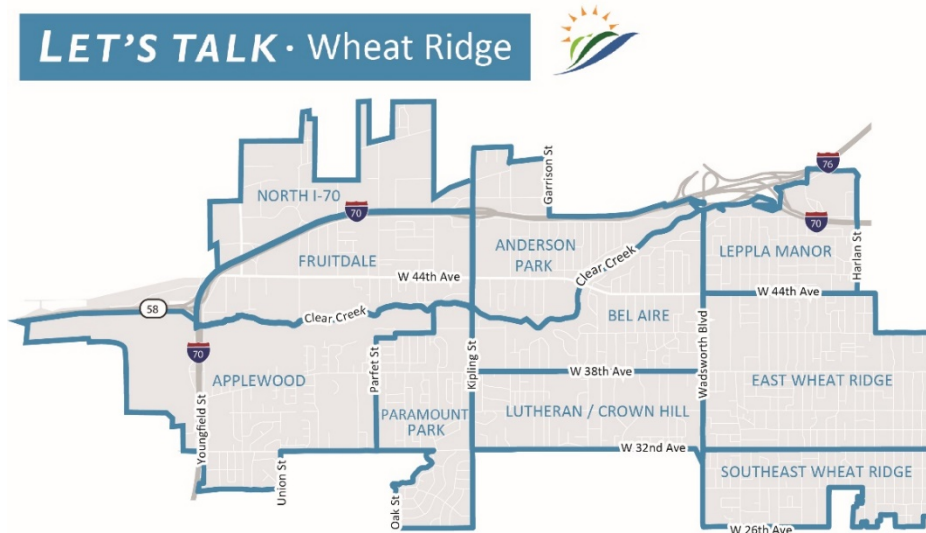 LET'S TALK · Wheat Ridge
76
Garrison St
NORTH I-70
70
70
ANDERSON
PARK
LEPPLA MANOR
Harlan St
FRUITDALE
W 44th Ave
Clear Creek
W 44th Ave
58
Clear Creek
BEL AIRE
Wadsworth Blvd
70
Parfet St
Kipling St
W 38th Ave
APPLEWOOD
EAST WHEAT RIDGE
Youngfield St
PARAMOUNT
PARK
LUTHERAN / CROWN HILL
W 32nd Ave
Union St
SOUTHEAST WHEAT RIDGE
Oak St
W 26th Ave